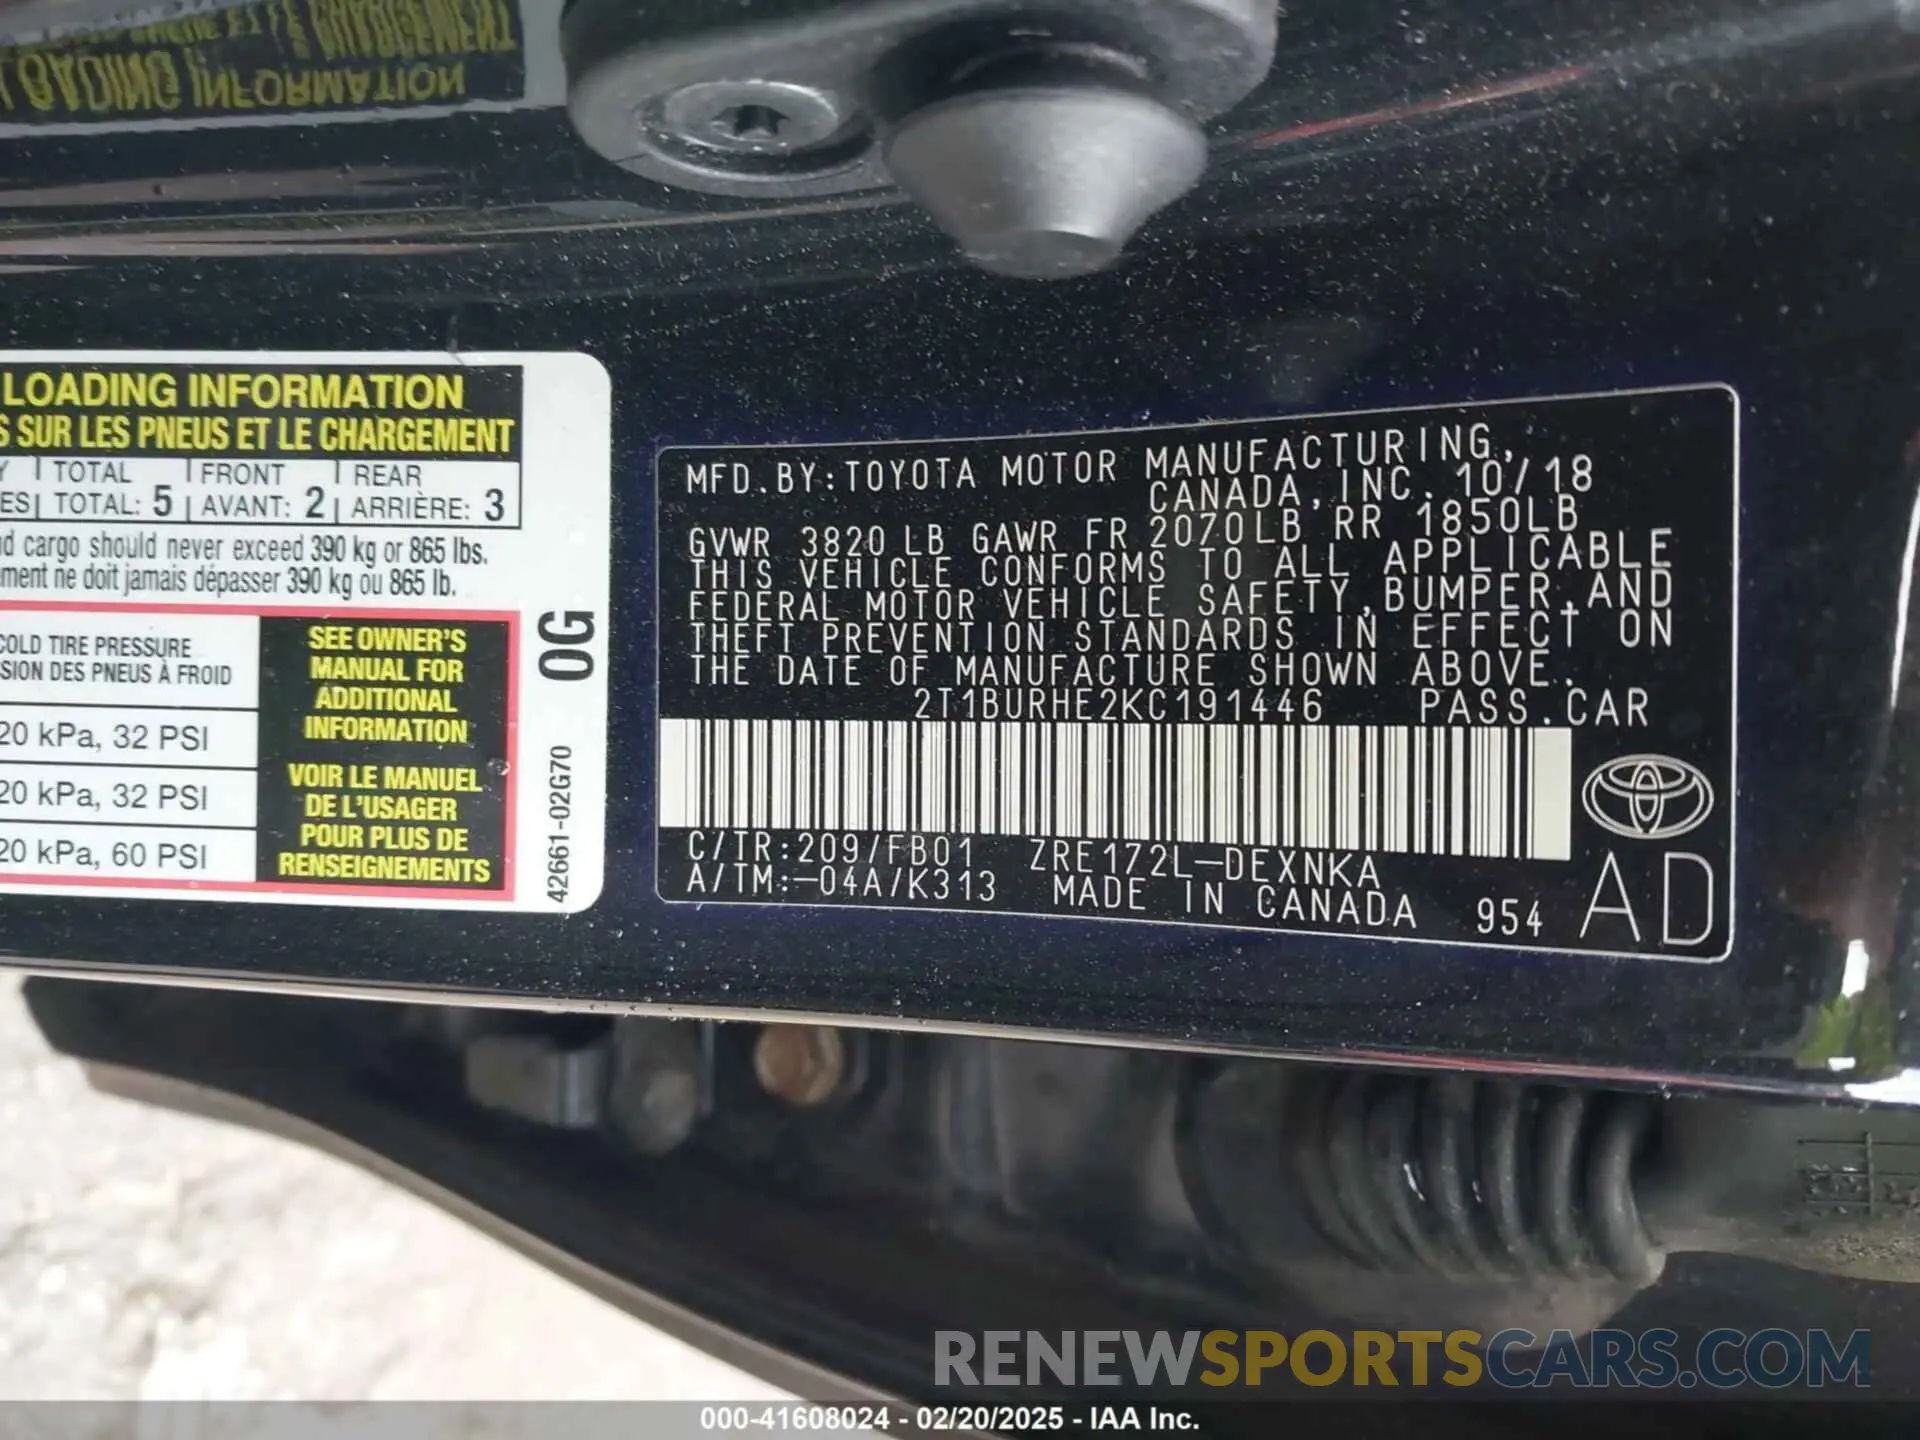 LOADING INFORMATION
LOADING INFORMATION
S SUR LES PNEUS ET LE CHARGEMENT
TOTAL FRONT REAR
TOTAL: 5 AVANT: 2 ARRIÈRE: 3
cargo should never exceed 390 kg or 865 lbs.
ment ne doit jamais dépasser 390 kg ou 865 lb.
COLD TIRE PRESSURE
SION DES PNEUS À FROID
20 kPa, 32 PSI
20 kPa, 32 PSI
20 kPa, 60 PSI
SEE OWNER'S
MANUAL FOR
ADDITIONAL
INFORMATION
VOIR LE MANUEL
DE L'USAGER
POUR PLUS DE
RENSEIGNEMENTS
42661-02G70
0G
MFD.BY:TOYOTA MOTOR MANUFACTURING,
CANADA,INC. 10/18
GVWR 3820 LB GAWR FR 2070LB RR 1850LB
THIS VEHICLE CONFORMS TO ALL APPLICABLE
FEDERAL MOTOR VEHICLE SAFETY,BUMPER,AND
THEFT PREVENTION STANDARDS IN EFFECT ON
THE DATE OF MANUFACTURE SHOWN ABOVE.
2T1BURHE2KC191446 PASS.CAR
C/TR:209/FB01 ZRE172L-DEXNKA
A/TM:-04A/K313 MADE IN CANADA 954
AD
RENEWSPORTSCARS.COM
000-41608024 - 02/20/2025 - IAA Inc.